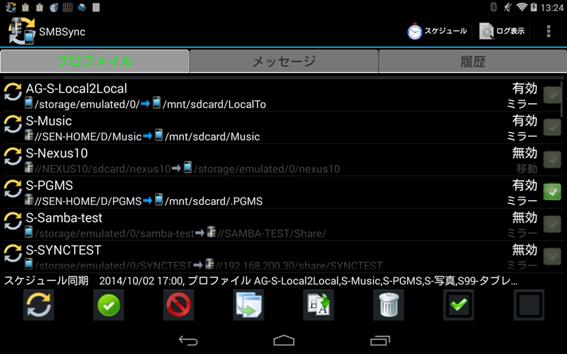 13:24
SMBSync
スケジュール
ログ表示
プロファイル
メッセージ
履歴
AG-S-Local2Local
有効
/storage/emulated/0/ /mnt/sdcard/LocalTo
ミラー
S-Music
有効
//SEN-HOME/D/Music /mnt/sdcard/Music
ミラー
S-Nexus10
無効
//NEXUS10/sdcard/nexus10 /storage/emulated/0/nexus10
移動
S-PGMS
有効
//SEN-HOME/D/PGMS /mnt/sdcard/.PGMS
ミラー
S-Samba-test
無効
/storage/emulated/0/samba-test //SAMBA-TEST/Share/
ミラー
S-SYNCTEST
無効
/storage/emulated/0/SYNCTEST //192.168.200.30/share/SYNCTEST
ミラー
スケジュール同期 2014/10/02 17:00, プロファイル AG-S-Local2Local,S-Music,S-PGMS,S-写真,S99-タブレ...